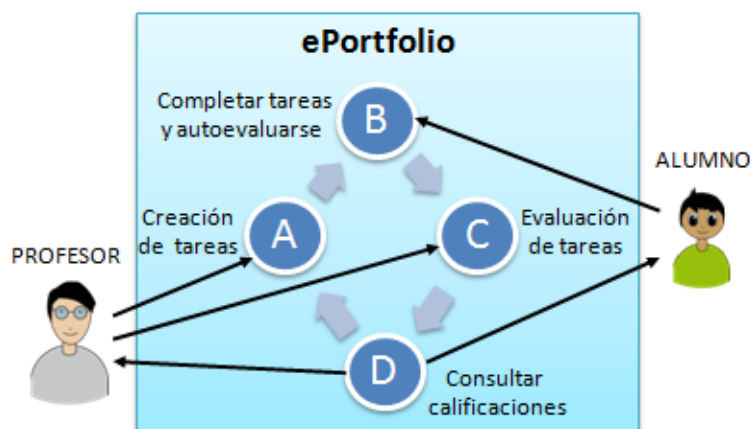 ePortfolio
Completar tareas
y autoevaluarse
B
ALUMNO
Creación
de tareas
A
C
Evaluación
de tareas
PROFESOR
D
Consultar
calificaciones